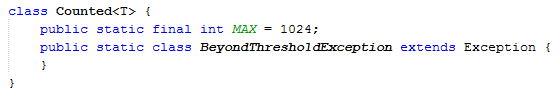 class Counted<T> {
    public static final int MAX = 1024;
    public static class BeyondThresholdException extends Exception {
    }
}